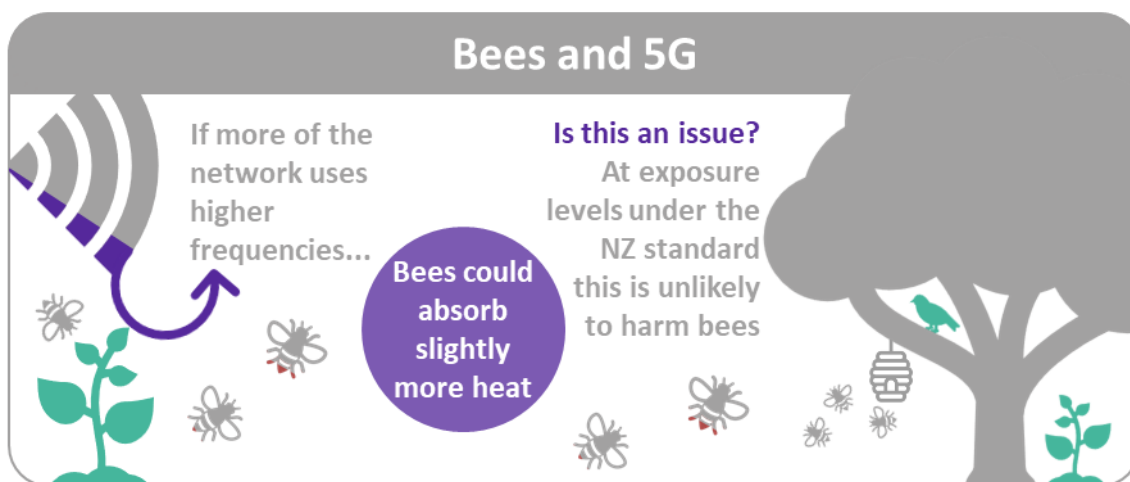 Bees and 5G
If more of the
network uses
higher
frequencies...
Bees could
absorb
slightly
more heat
Is this an issue?
At exposure
levels under the
NZ standard
this is unlikely
to harm bees